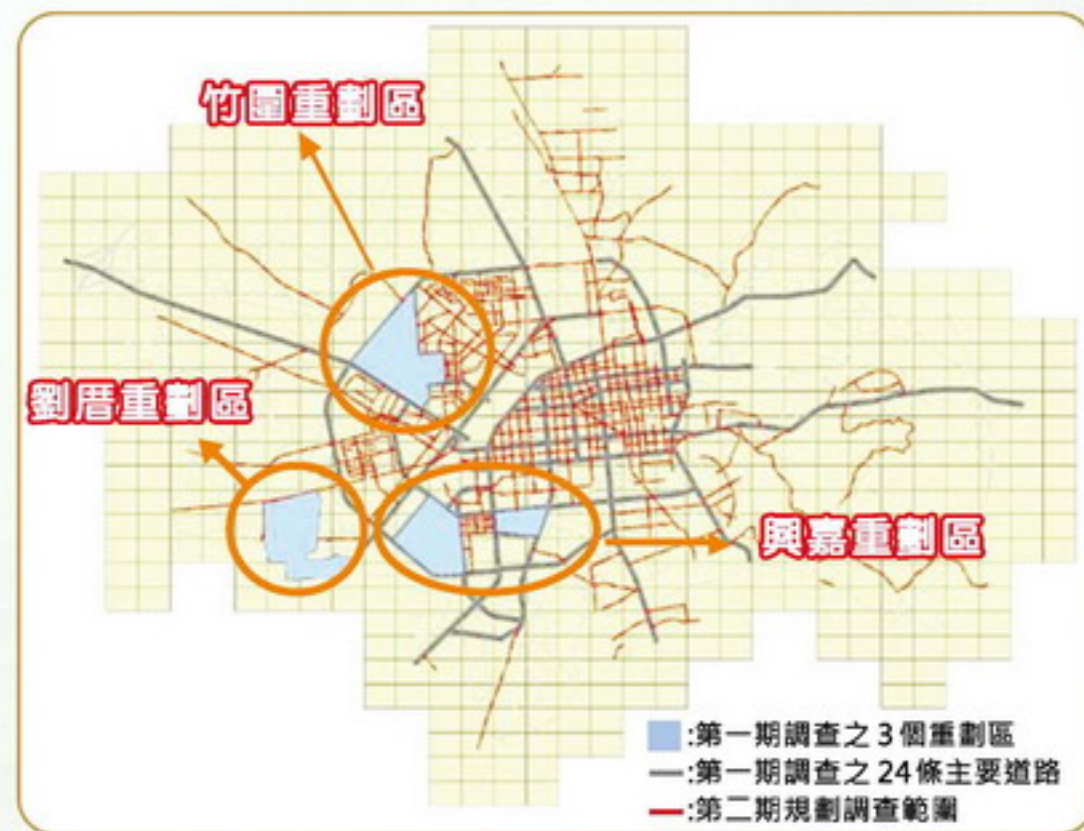 竹園重劃區
劉厝重劃區
興嘉重劃區
:第一期調查之3個重劃區
:第一期調查之24條主要道路
:第二期規劃調查範圍